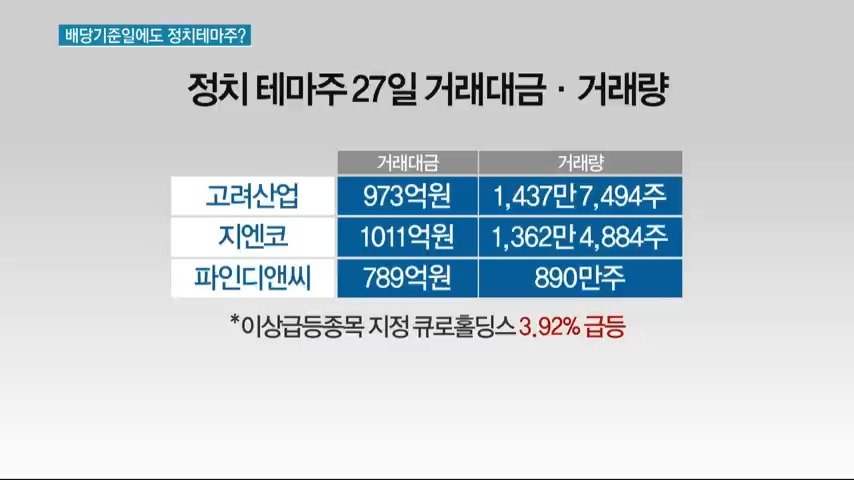 배당기준일에도 정치테마주?
정치 테마주 27일 거래대금 · 거래량
거래대금 거래량
고려산업 973억원 1,437만 7,494주
지엔코 1011억원 1,362만 4,884주
파인디앤씨 789억원 890만주
*이상급등종목 지정 큐로홀딩스 3.92% 급등